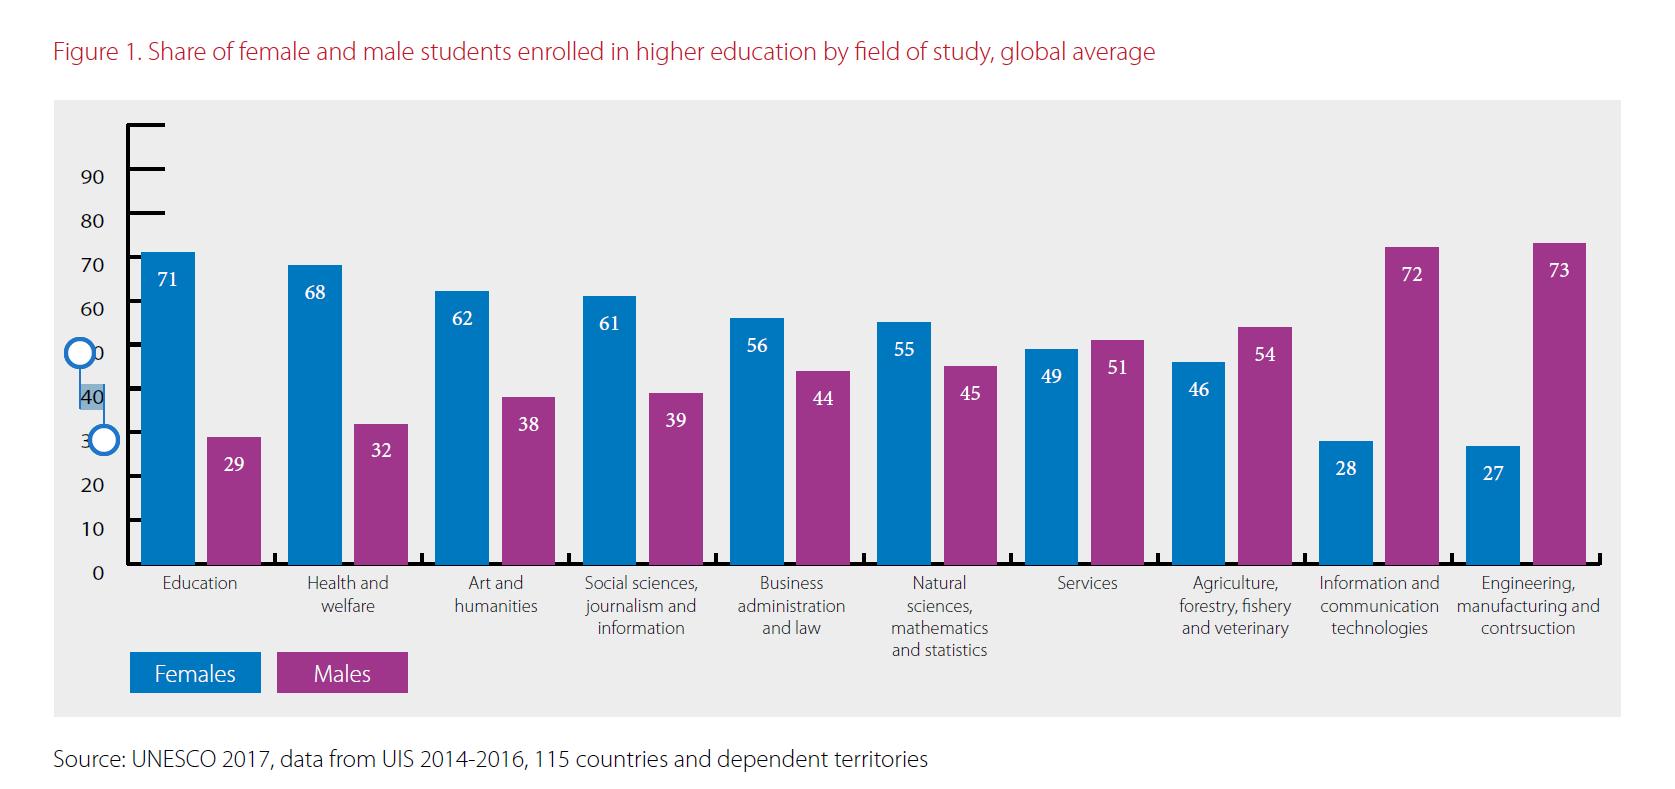 Figure 1. Share of female and male students enrolled in higher education by field of study, global average
90
80
70
60
0
40
3
20
10
0
71
29
68
32
62
38
61
39
56
44
55
45
49
51
46
54
28
72
27
73
Education
Health and
welfare
Art and
humanities
Social sciences,
journalism and
information
Business
administration
and law
Natural
sciences,
mathematics
and statistics
Services
Agriculture,
forestry, fishery
and veterinary
Information and
communication
technologies
Engineering,
manufacturing and
contrsuction
Females
Males
Source: UNESCO 2017, data from UIS 2014-2016, 115 countries and dependent territories